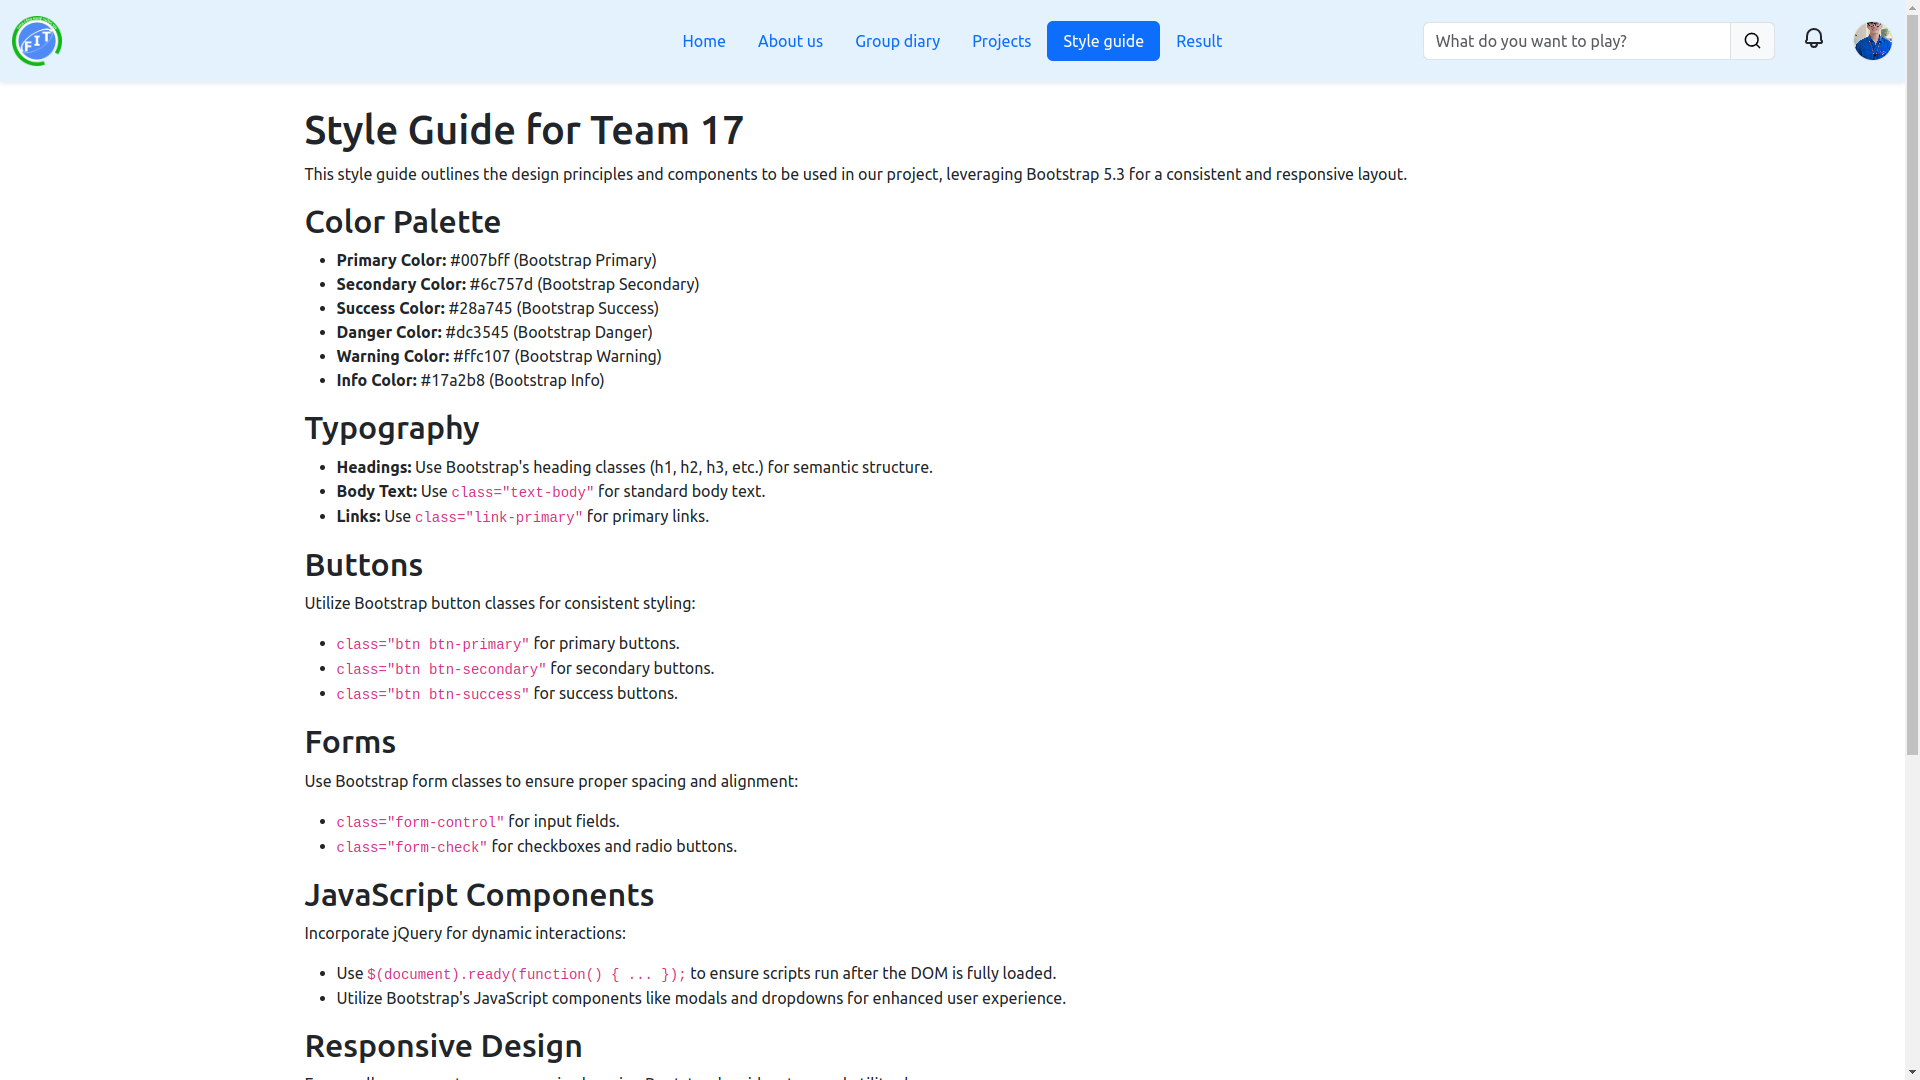 FIT
Home
About us
Group diary
Projects
Style guide
Result
What do you want to play?
Style Guide for Team 17
This style guide outlines the design principles and components to be used in our project, leveraging Bootstrap 5.3 for a consistent and responsive layout.
Color Palette
Primary Color: #007bff (Bootstrap Primary)
Secondary Color: #6c757d (Bootstrap Secondary)
Success Color: #28a745 (Bootstrap Success)
Danger Color: #dc3545 (Bootstrap Danger)
Warning Color: #ffc107 (Bootstrap Warning)
Info Color: #17a2b8 (Bootstrap Info)
Typography
Headings: Use Bootstrap's heading classes (h1, h2, h3, etc.) for semantic structure.
Body Text: Use class="text-body" for standard body text.
Links: Use class="link-primary" for primary links.
Buttons
Utilize Bootstrap button classes for consistent styling:
class="btn btn-primary" for primary buttons.
class="btn btn-secondary" for secondary buttons.
class="btn btn-success" for success buttons.
Forms
Use Bootstrap form classes to ensure proper spacing and alignment:
class="form-control" for input fields.
class="form-check" for checkboxes and radio buttons.
JavaScript Components
Incorporate jQuery for dynamic interactions:
Use $(document).ready(function() { ... }); to ensure scripts run after the DOM is fully loaded.
Utilize Bootstrap's JavaScript components like modals and dropdowns for enhanced user experience.
Responsive Design